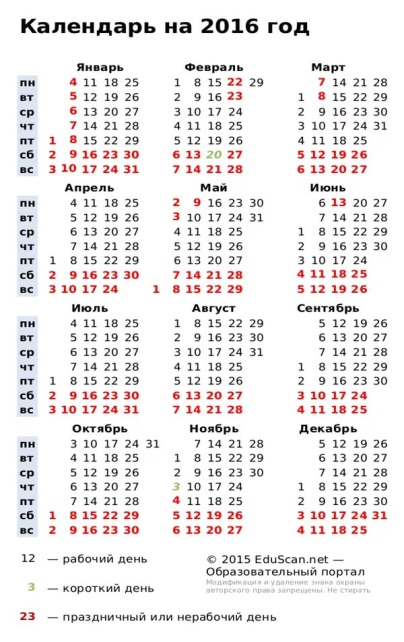 Календарь на 2016 год
Январь Февраль Март
пн 4 11 18 25 1 8 15 22 29 7 14 21 28
вт 5 12 19 26 2 9 16 23 1 8 15 22 29
ср 6 13 20 27 3 10 17 24 2 9 16 23 30
чт 7 14 21 28 4 11 18 25 3 10 17 24 31
пт 1 8 15 22 29 5 12 19 26 4 11 18 25
сб 2 9 16 23 30 6 13 20 27 5 12 19 26
вс 3 10 17 24 31 7 14 21 28 6 13 20 27
Апрель Май Июнь
пн 4 11 18 25 2 9 16 23 30 6 13 20 27
вт 5 12 19 26 3 10 17 24 31 7 14 21 28
ср 6 13 20 27 4 11 18 25 1 8 15 22 29
чт 7 14 21 28 5 12 19 26 2 9 16 23 30
пт 1 8 15 22 29 6 13 20 27 3 10 17 24
сб 2 9 16 23 30 7 14 21 28 4 11 18 25
вс 3 10 17 24 1 8 15 22 29 5 12 19 26
Июль Август Сентябрь
пн 4 11 18 25 1 8 15 22 29 5 12 19 26
вт 5 12 19 26 2 9 16 23 30 6 13 20 27
ср 6 13 20 27 3 10 17 24 31 7 14 21 28
чт 7 14 21 28 4 11 18 25 1 8 15 22 29
пт 1 8 15 22 29 5 12 19 26 2 9 16 23 30
сб 2 9 16 23 30 6 13 20 27 3 10 17 24
вс 3 10 17 24 31 7 14 21 28 4 11 18 25
Октябрь Ноябрь Декабрь
пн 3 10 17 24 31 7 14 21 28 5 12 19 26
вт 4 11 18 25 1 8 15 22 29 6 13 20 27
ср 5 12 19 26 2 9 16 23 30 7 14 21 28
чт 6 13 20 27 3 10 17 24 1 8 15 22 29
пт 7 14 21 28 4 11 18 25 2 9 16 23 30
сб 1 8 15 22 29 5 12 19 26 3 10 17 24 31
вс 2 9 16 23 30 6 13 20 27 4 11 18 25
12 — рабочий день
3 — короткий день
23 — праздничный или нерабочий день
© 2015 EduScan.net —
Образовательный портал
Модификация и удаление знака охраны
авторского права запрещены. Не стирать